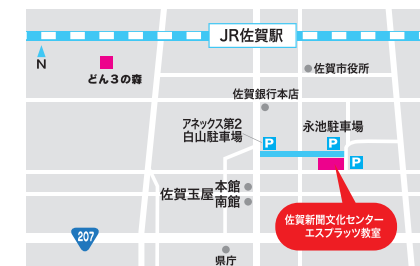 JR佐賀駅
N
どん3の森
佐賀市役所
佐賀銀行本店
アネックス第2
白山駐車場
永池駐車場
P
P
P
佐賀玉屋
本館
南館
佐賀新聞文化センター
エスプラッツ教室
207
県庁